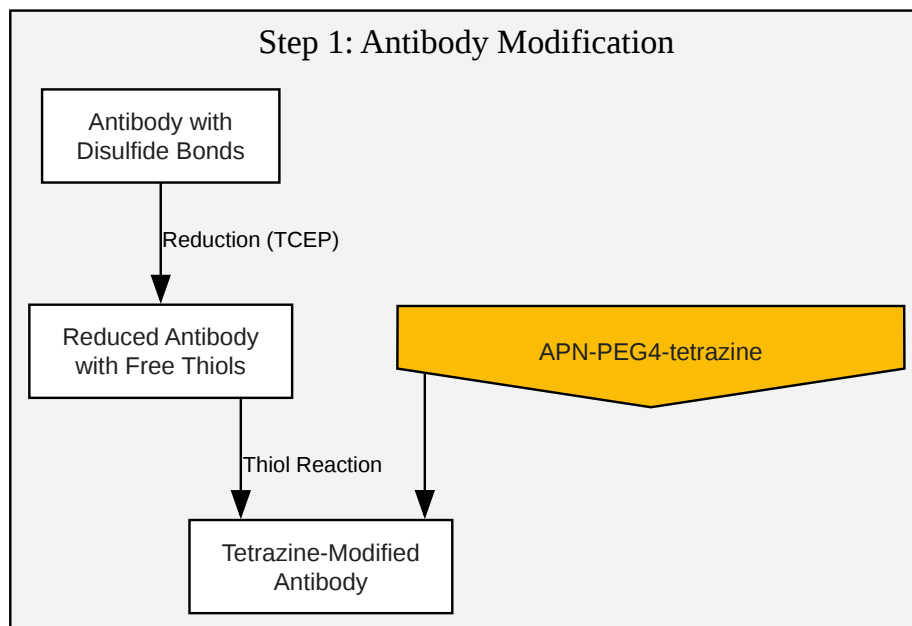 Step 1: Antibody Modification
Antibody with
Disulfide Bonds
Reduction (TCEP)
Reduced Antibody
with Free Thiols
APN-PEG4-tetrazine
Thiol Reaction
Tetrazine-Modified
Antibody